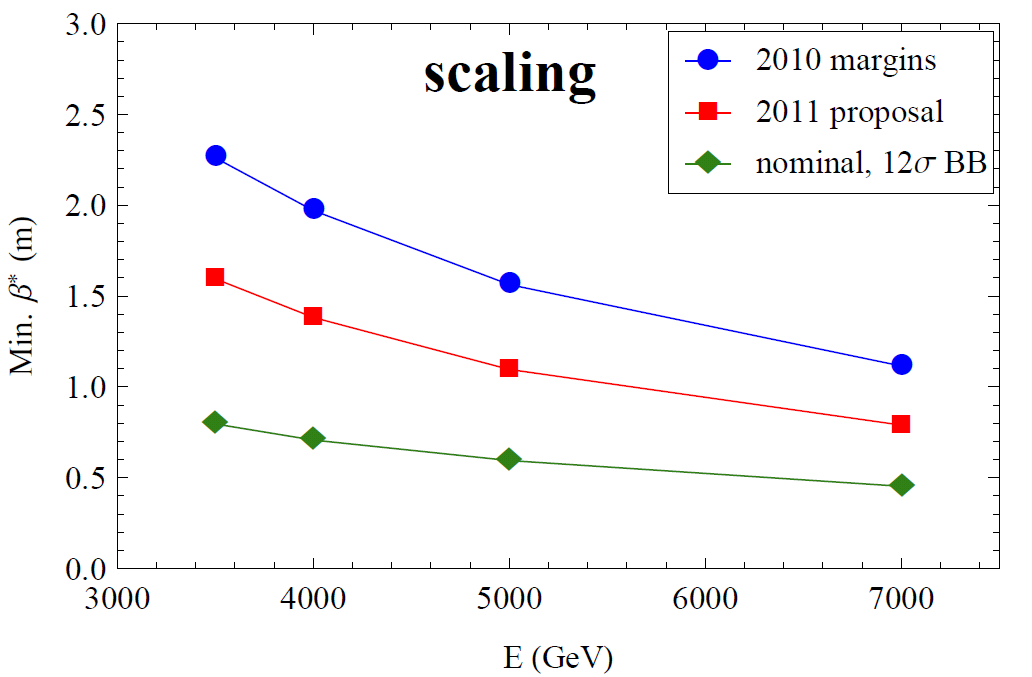 scaling
2010 margins
2011 proposal
nominal, 12σ BB
3.0
2.5
2.0
1.5
1.0
0.5
0.0
Min. β* (m)
3000 4000 5000 6000 7000
E (GeV)